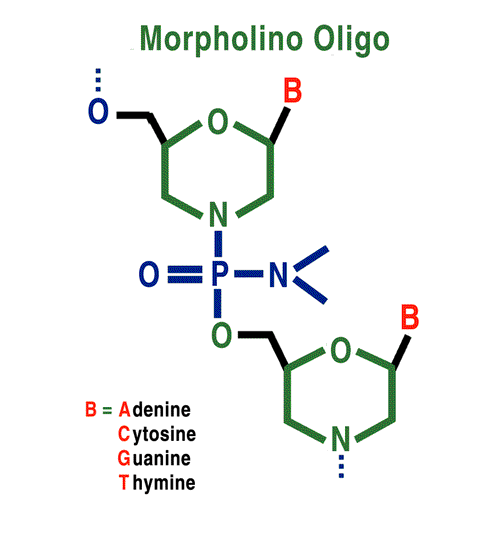 Morpholino Oligo
B
O
O
N
O P N
B
O
O
N
B = Adenine
Cytosine
Guanine
Thymine